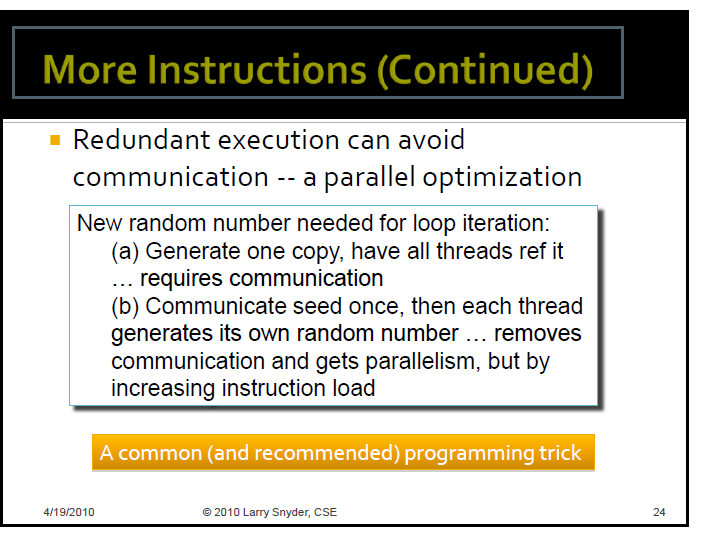 More Instructions (Continued)
Redundant execution can avoid
communication -- a parallel optimization
New random number needed for loop iteration:
(a) Generate one copy, have all threads ref it
… requires communication
(b) Communicate seed once, then each thread
generates its own random number … removes
communication and gets parallelism, but by
increasing instruction load
A common (and recommended) programming trick
4/19/2010 © 2010 Larry Snyder, CSE 24